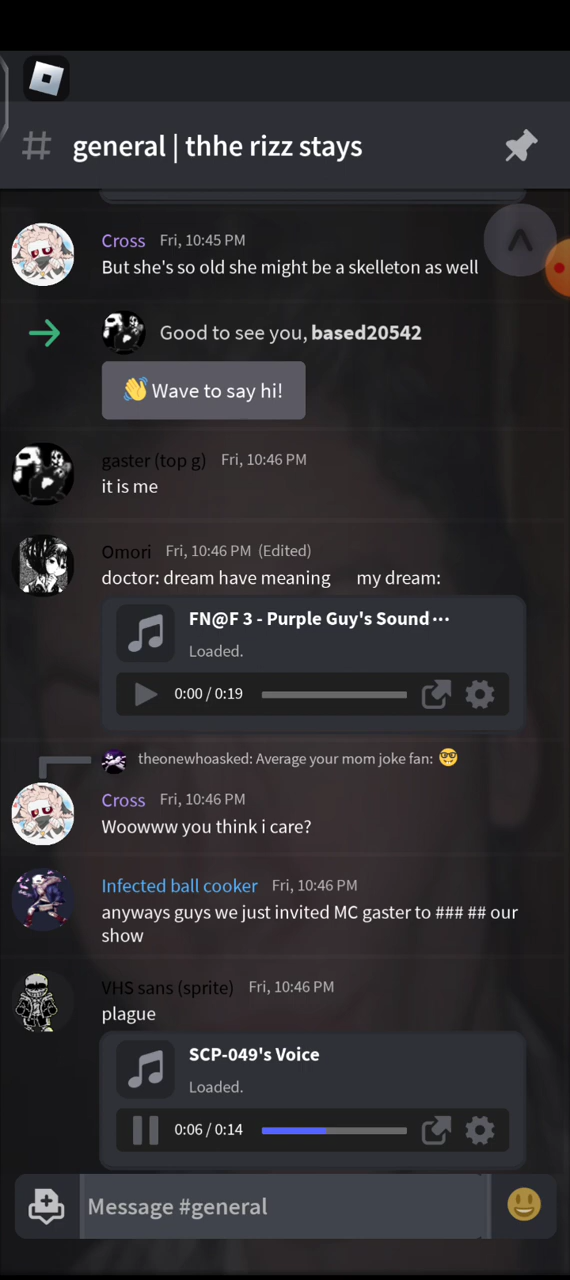 # general | thhe rizz stays
Cross Fri, 10:45 PM
But she's so old she might be a skelleton as well
Good to see you, based20542
👋 Wave to say hi!
gaster (top g) Fri, 10:46 PM
it is me
Omori Fri, 10:46 PM (Edited)
doctor: dream have meaning my dream:
FN@F 3 - Purple Guy's Sound ···
Loaded.
0:00 / 0:19
theonewhoasked: Average your mom joke fan: 🤓
Cross Fri, 10:46 PM
Woowww you think i care?
Infected ball cooker Fri, 10:46 PM
anyways guys we just invited MC gaster to ### ## our
show
VHS sans (sprite) Fri, 10:46 PM
plague
SCP-049's Voice
Loaded.
0:06 / 0:14
Message #general